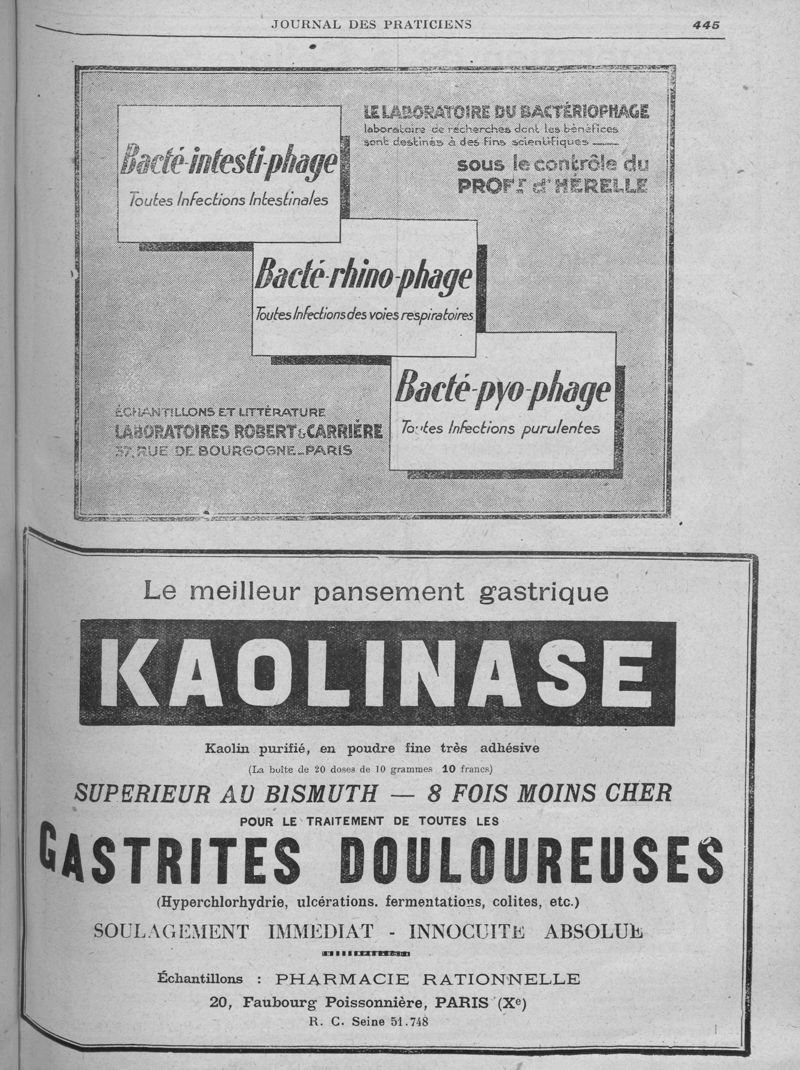 JOURNAL DES PRATICIENS
445
LE LABORATOIRE DU BACTÉRIOPHAGE
laboratoire de recherches dont les bénéfices
sont destinés à des fins scientifiques
sous le contrôle du
PROFr. d'HÉRELLE
Bacté-intesti-phage
Toutes Infections Intestinales
Bacté-rhino-phage
Toutes Infections des voies respiratoires
Bacté-pyo-phage
Toutes Infections purulentes
ÉCHANTILLONS ET LITTÉRATURE
LABORATOIRES ROBERT & CARRIÈRE
37, RUE DE BOURGOGNE_PARIS
Le meilleur pansement gastrique
KAOLINASE
Kaolin purifié, en poudre fine très adhésive
(La boîte de 20 doses de 10 grammes 10 francs)
SUPERIEUR AU BISMUTH — 8 FOIS MOINS CHER
POUR LE TRAITEMENT DE TOUTES LES
GASTRITES DOULOUREUSES
(Hyperchlorhydrie, ulcérations. fermentations, colites, etc.)
SOULAGEMENT IMMEDIAT - INNOCUITE ABSOLUE
Échantillons : PHARMACIE RATIONNELLE
20, Faubourg Poissonnière, PARIS (Xe)
R. C. Seine 51.748